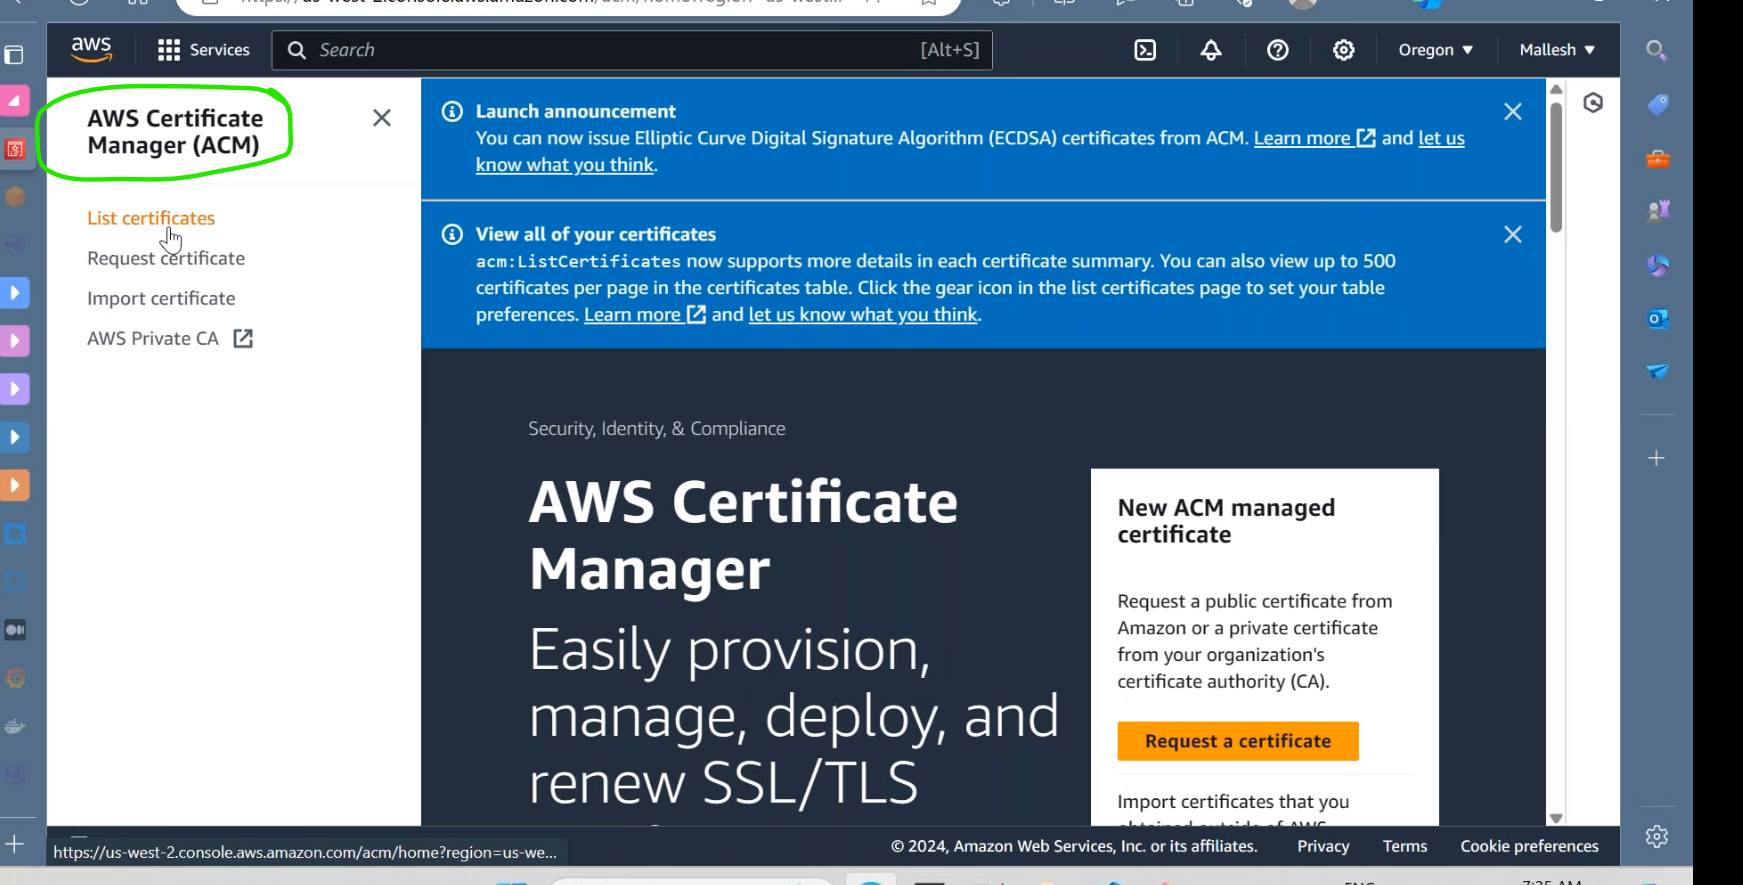 aws
Services
Search
[Alt+S]
Oregon
Mallesh
AWS Certificate
Manager (ACM)
List certificates
Request certificate
Import certificate
AWS Private CA
Launch announcement
You can now issue Elliptic Curve Digital Signature Algorithm (ECDSA) certificates from ACM. Learn more and let us
know what you think.
View all of your certificates
acm:ListCertificates now supports more details in each certificate summary. You can also view up to 500
certificates per page in the certificates table. Click the gear icon in the list certificates page to set your table
preferences. Learn more and let us know what you think.
Security, Identity, & Compliance
AWS Certificate
Manager
Easily provision,
manage, deploy, and
renew SSL/TLS
New ACM managed
certificate
Request a public certificate from
Amazon or a private certificate
from your organization's
certificate authority (CA).
Request a certificate
Import certificates that you
https://us-west-2.console.aws.amazon.com/acm/home?region=us-we...
© 2024, Amazon Web Services, Inc. or its affiliates.
Privacy
Terms
Cookie preferences